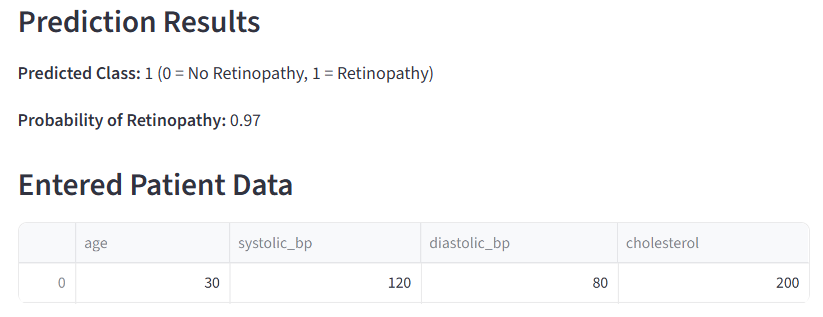 Prediction Results
Predicted Class: 1 (0 = No Retinopathy, 1 = Retinopathy)
Probability of Retinopathy: 0.97
Entered Patient Data
age systolic_bp diastolic_bp cholesterol
0 30 120 80 200